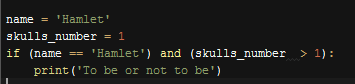 name = 'Hamlet'
skulls_number = 1
if (name == 'Hamlet') and (skulls_number  > 1):
    print('To be or not to be')